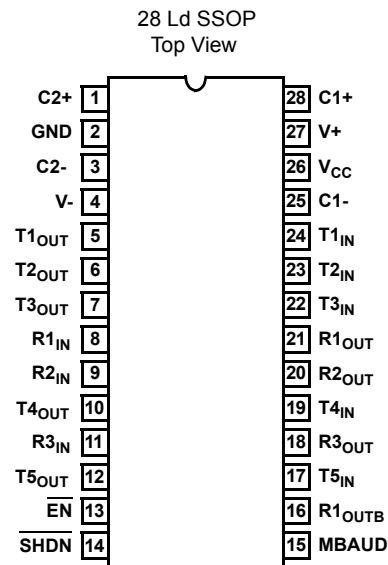 28 Ld SSOP
Top View
C2+ 1 28 C1+
GND 2 27 V+
C2- 3 26 VCC
V- 4 25 C1-
T1OUT 5 24 T1IN
T2OUT 6 23 T2IN
T3OUT 7 22 T3IN
R1IN 8 21 R1OUT
R2IN 9 20 R2OUT
T4OUT 10 19 T4IN
R3IN 11 18 R3OUT
T5OUT 12 17 T5IN
EN 13 16 R1OUTB
SHDN 14 15 MBAUD